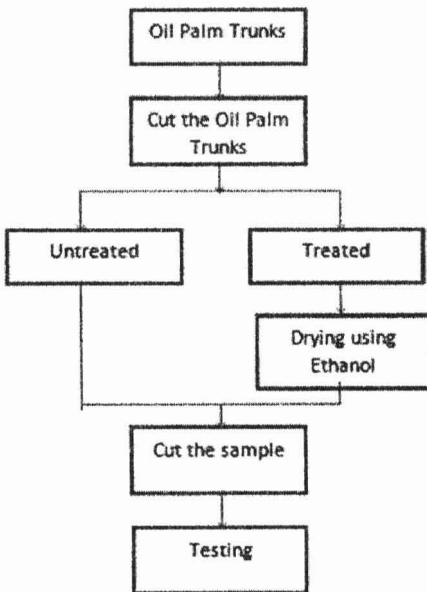 Oil Palm Trunks
Cut the Oil Palm
Trunks
Untreated
Treated
Drying using
Ethanol
Cut the sample
Testing